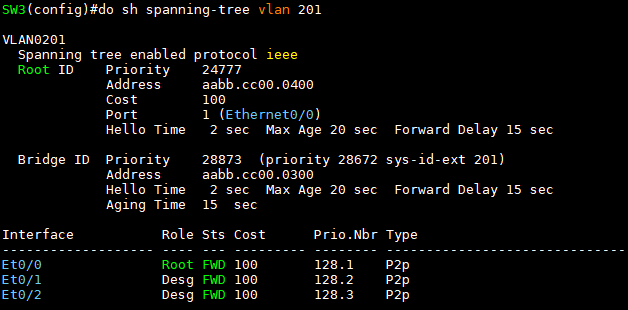 SW3(config)#do sh spanning-tree vlan 201
VLAN0201
  Spanning tree enabled protocol ieee
  Root ID    Priority    24777
             Address     aabb.cc00.0400
             Cost        100
             Port        1 (Ethernet0/0)
             Hello Time   2 sec  Max Age 20 sec  Forward Delay 15 sec
  Bridge ID  Priority    28873  (priority 28672 sys-id-ext 201)
             Address     aabb.cc00.0300
             Hello Time   2 sec  Max Age 20 sec  Forward Delay 15 sec
             Aging Time  15  sec
Interface           Role Sts Cost      Prio.Nbr Type
------------------- ---- --- --------- -------- --------------------------------
Et0/0               Root FWD 100       128.1    P2p
Et0/1               Desg FWD 100       128.2    P2p
Et0/2               Desg FWD 100       128.3    P2p